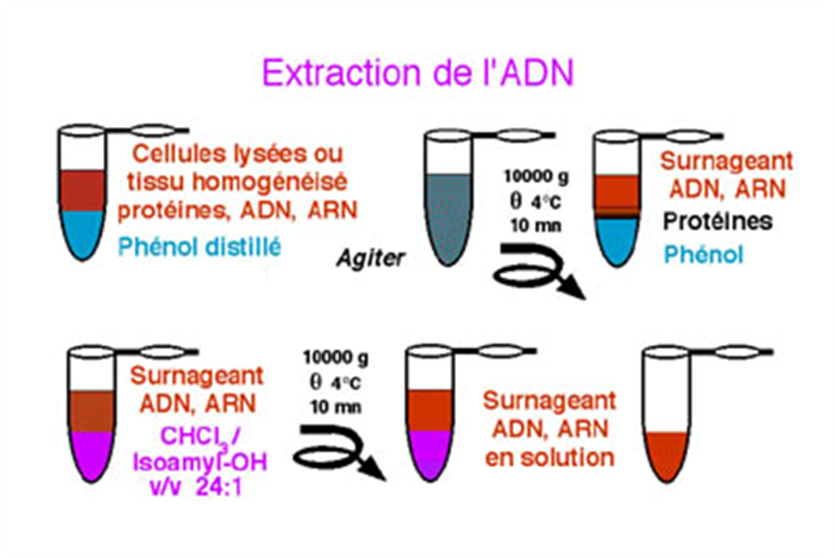 Extraction de l'ADN
Cellules lysées ou
tissu homogénéisé
protéines, ADN, ARN
Phénol distillé
Agiter
10000 g
θ 4°C
10 mn
Surnageant
ADN, ARN
Protéines
Phénol
Surnageant
ADN, ARN
CHCl3/
Isoamyl-OH
v/v 24:1
10000 g
θ 4°C
10 mn
Surnageant
ADN, ARN
en solution